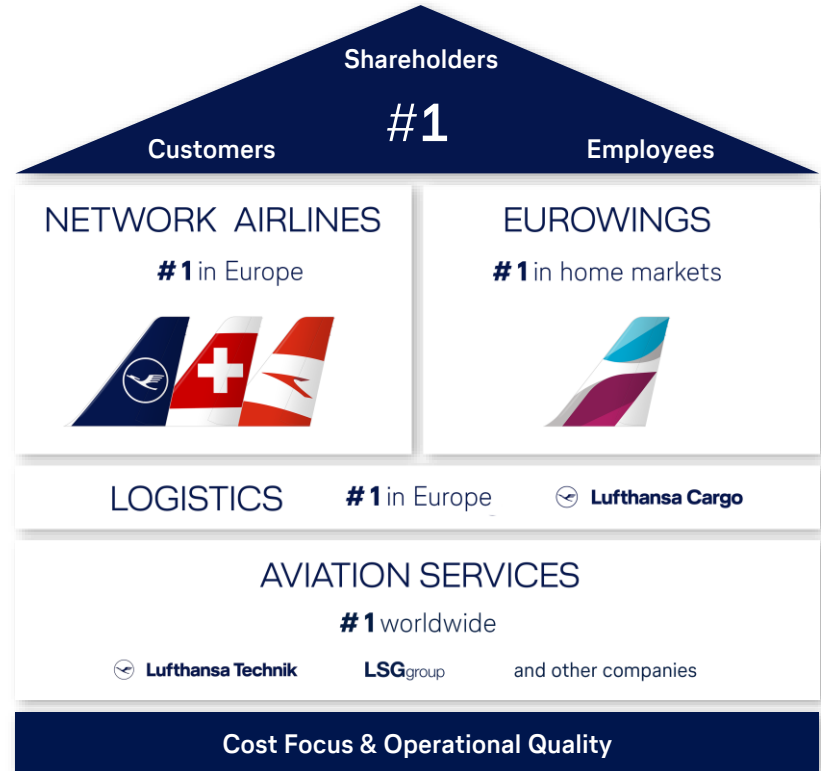 Shareholders
#1
Customers
Employees
NETWORK AIRLINES
#1 in Europe
EUROWINGS
#1 in home markets
LOGISTICS #1 in Europe Lufthansa Cargo
AVIATION SERVICES
#1 worldwide
Lufthansa Technik LSGgroup and other companies
Cost Focus & Operational Quality